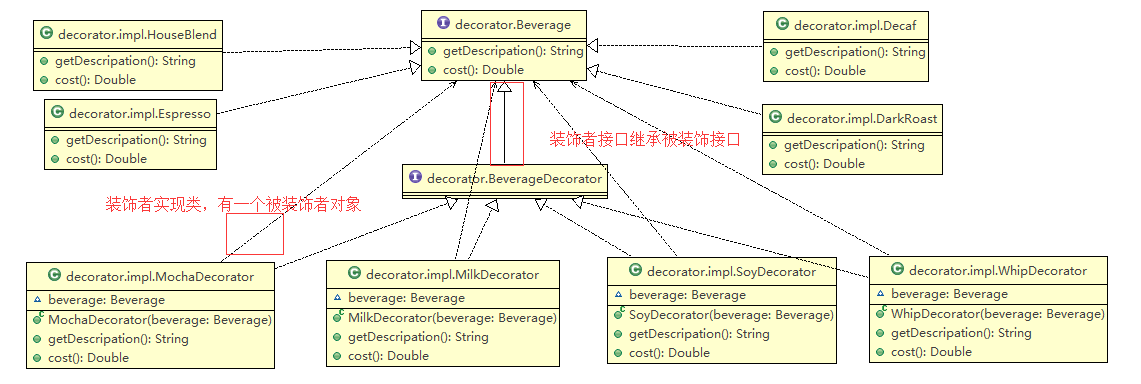 decorator.impl.HouseBlend
getDescripation(): String
cost(): Double
decorator.Beverage
getDescripation(): String
cost(): Double
decorator.impl.Decaf
getDescripation(): String
cost(): Double
decorator.impl.Espresso
getDescripation(): String
cost(): Double
decorator.impl.DarkRoast
getDescripation(): String
cost(): Double
装饰者接口继承被装饰接口
decorator.BeverageDecorator
装饰者实现类，有一个被装饰者对象
decorator.impl.MochaDecorator
beverage: Beverage
MochaDecorator(beverage: Beverage)
getDescripation(): String
cost(): Double
decorator.impl.MilkDecorator
beverage: Beverage
MilkDecorator(beverage: Beverage)
getDescripation(): String
cost(): Double
decorator.impl.SoyDecorator
beverage: Beverage
SoyDecorator(beverage: Beverage)
getDescripation(): String
cost(): Double
decorator.impl.WhipDecorator
beverage: Beverage
WhipDecorator(beverage: Beverage)
getDescripation(): String
cost(): Double